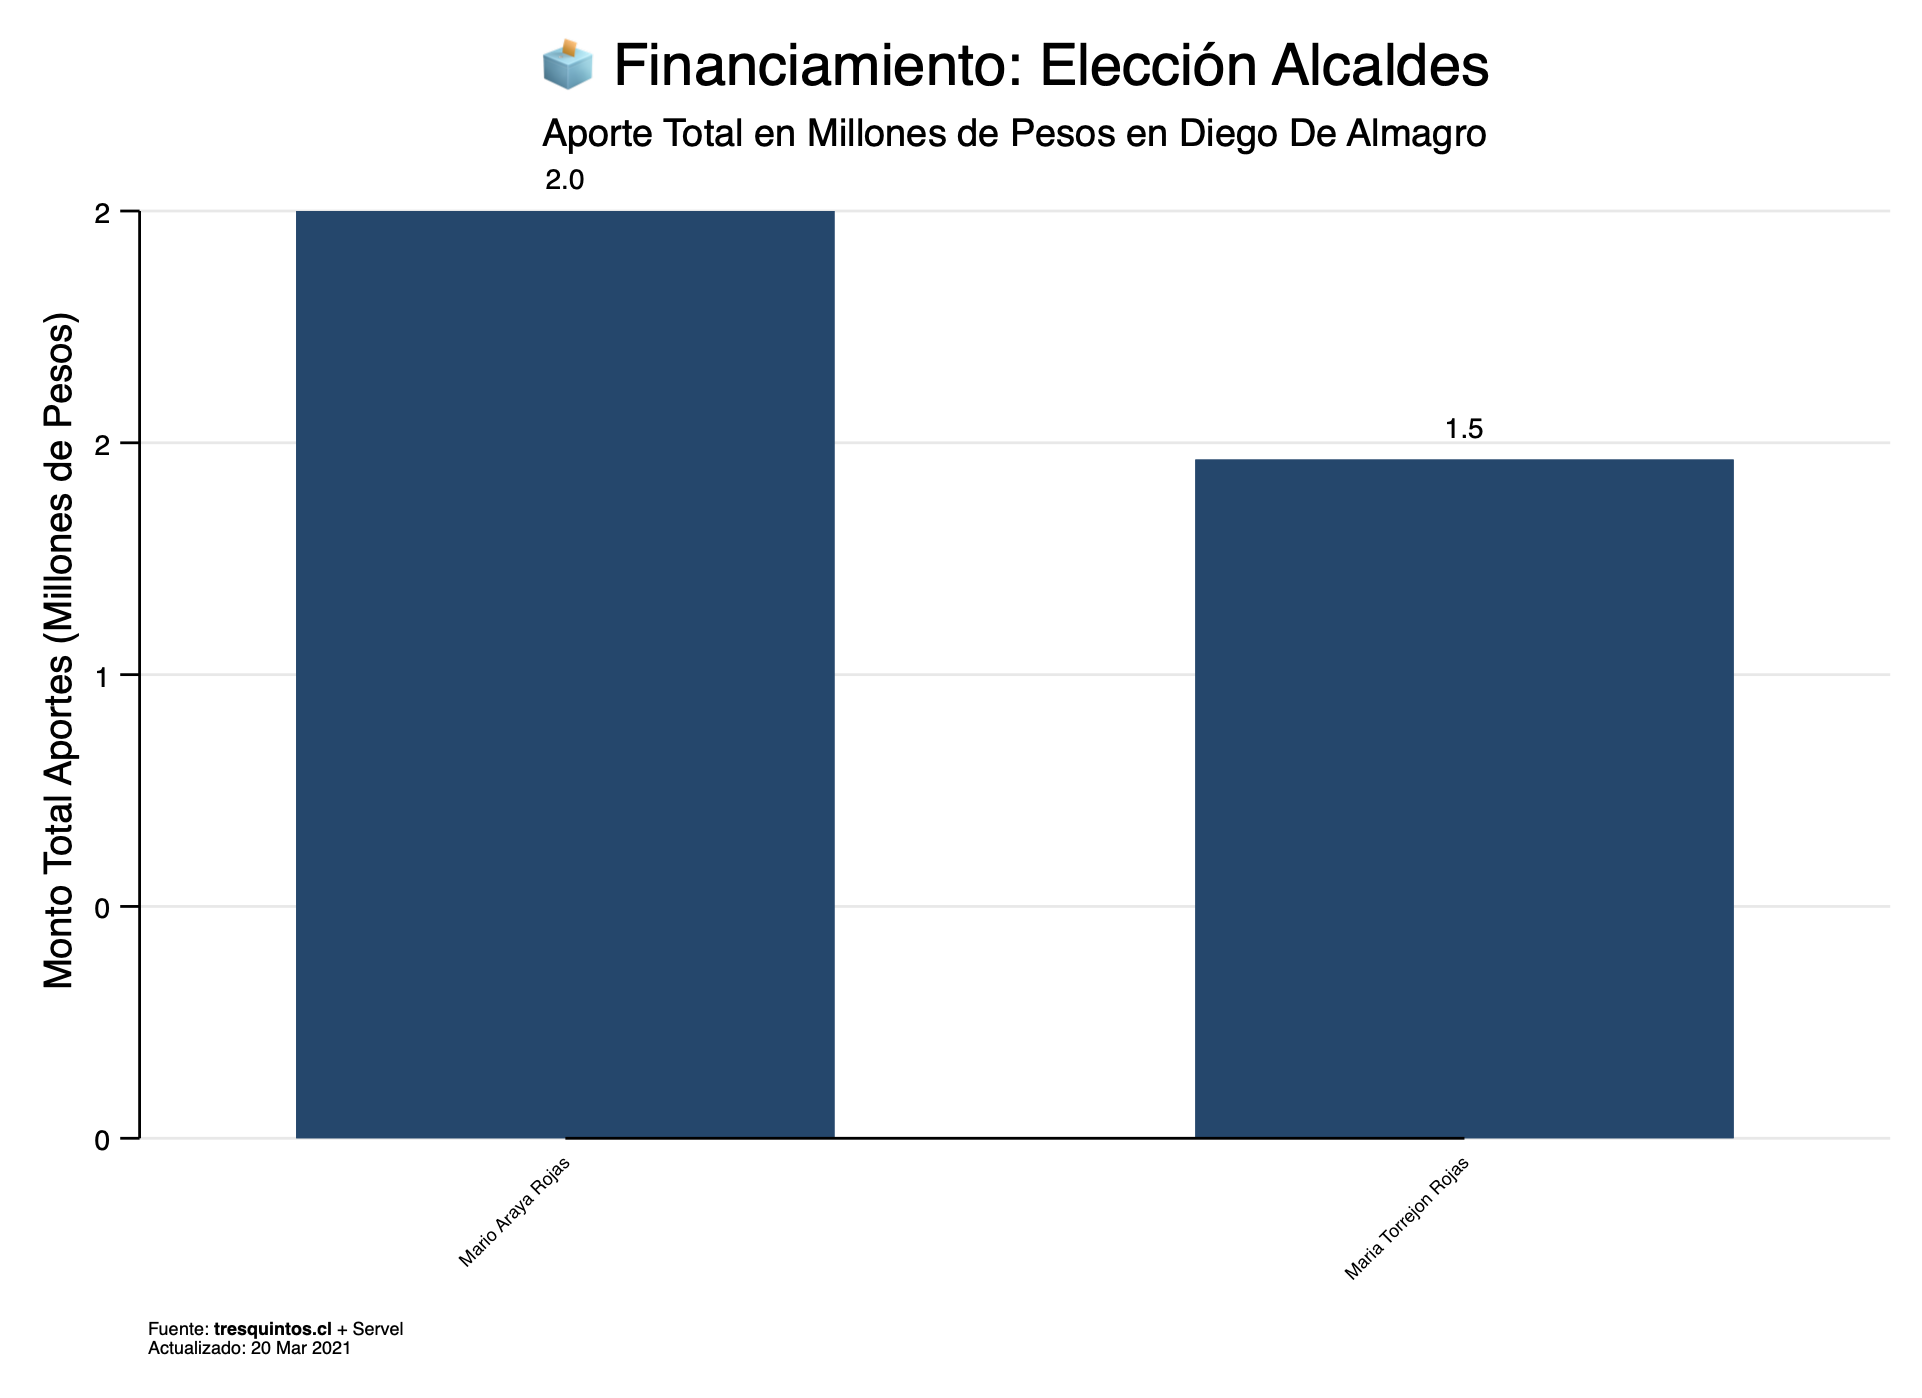 Financiamiento: Elección Alcaldes
Aporte Total en Millones de Pesos en Diego De Almagro
2.0
1.5
Monto Total Aportes (Millones de Pesos)
2
2
1
0
0
Mario Araya Rojas
Maria Torrejon Rojas
Fuente: tresquintos.cl + Servel
Actualizado: 20 Mar 2021